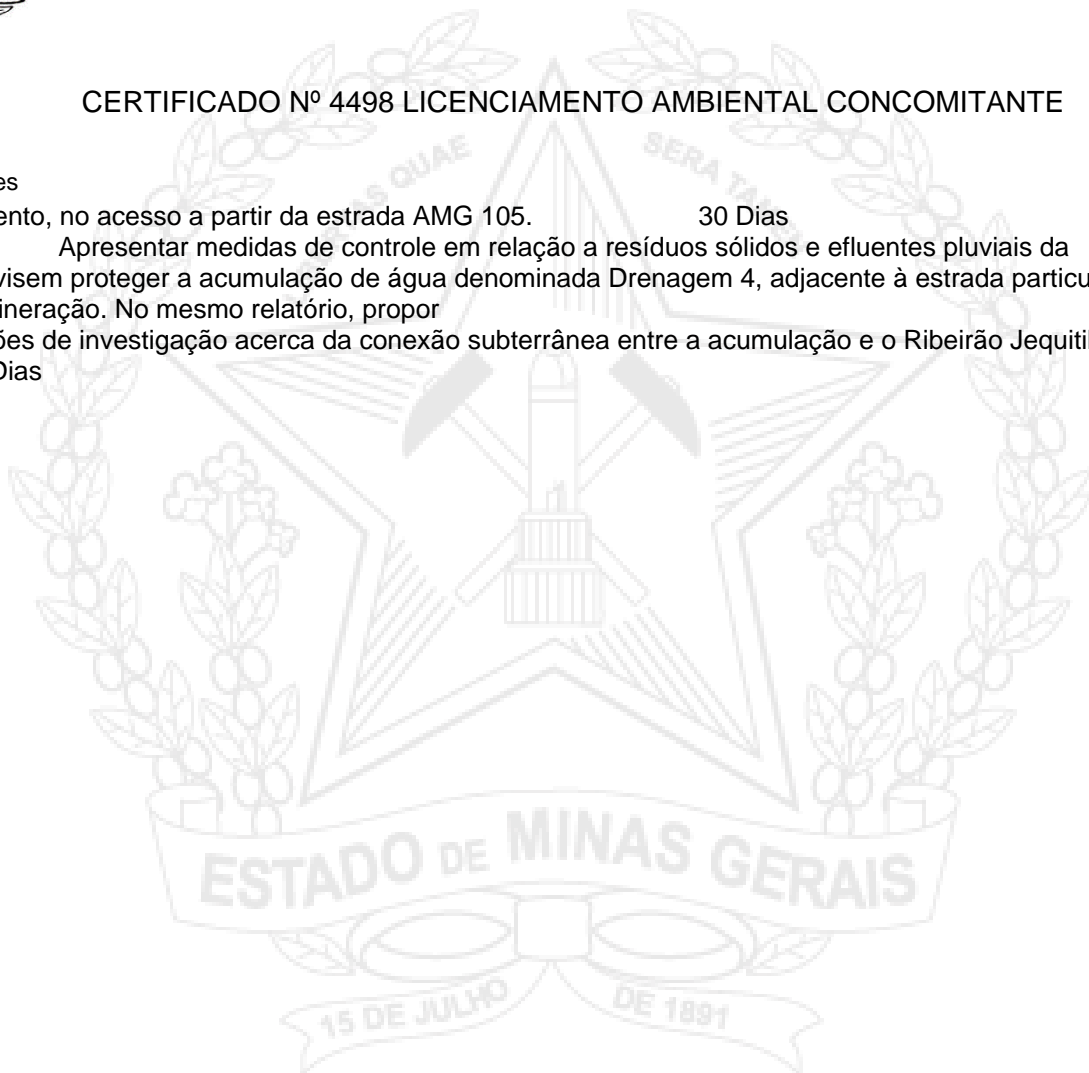 CERTIFICADO Nº 4498 LICENCIAMENTO AMBIENTAL CONCOMITANTE
es
ento, no acesso a partir da estrada AMG 105. 30 Dias
Apresentar medidas de controle em relação a resíduos sólidos e efluentes pluviais da
visem proteger a acumulação de água denominada Drenagem 4, adjacente à estrada particu
ineração. No mesmo relatório, propor
ões de investigação acerca da conexão subterrânea entre a acumulação e o Ribeirão Jequiti
Dias
QUAE SERA TA
ESTADO DE MINAS GERAIS
15 DE JULHO DE 1891